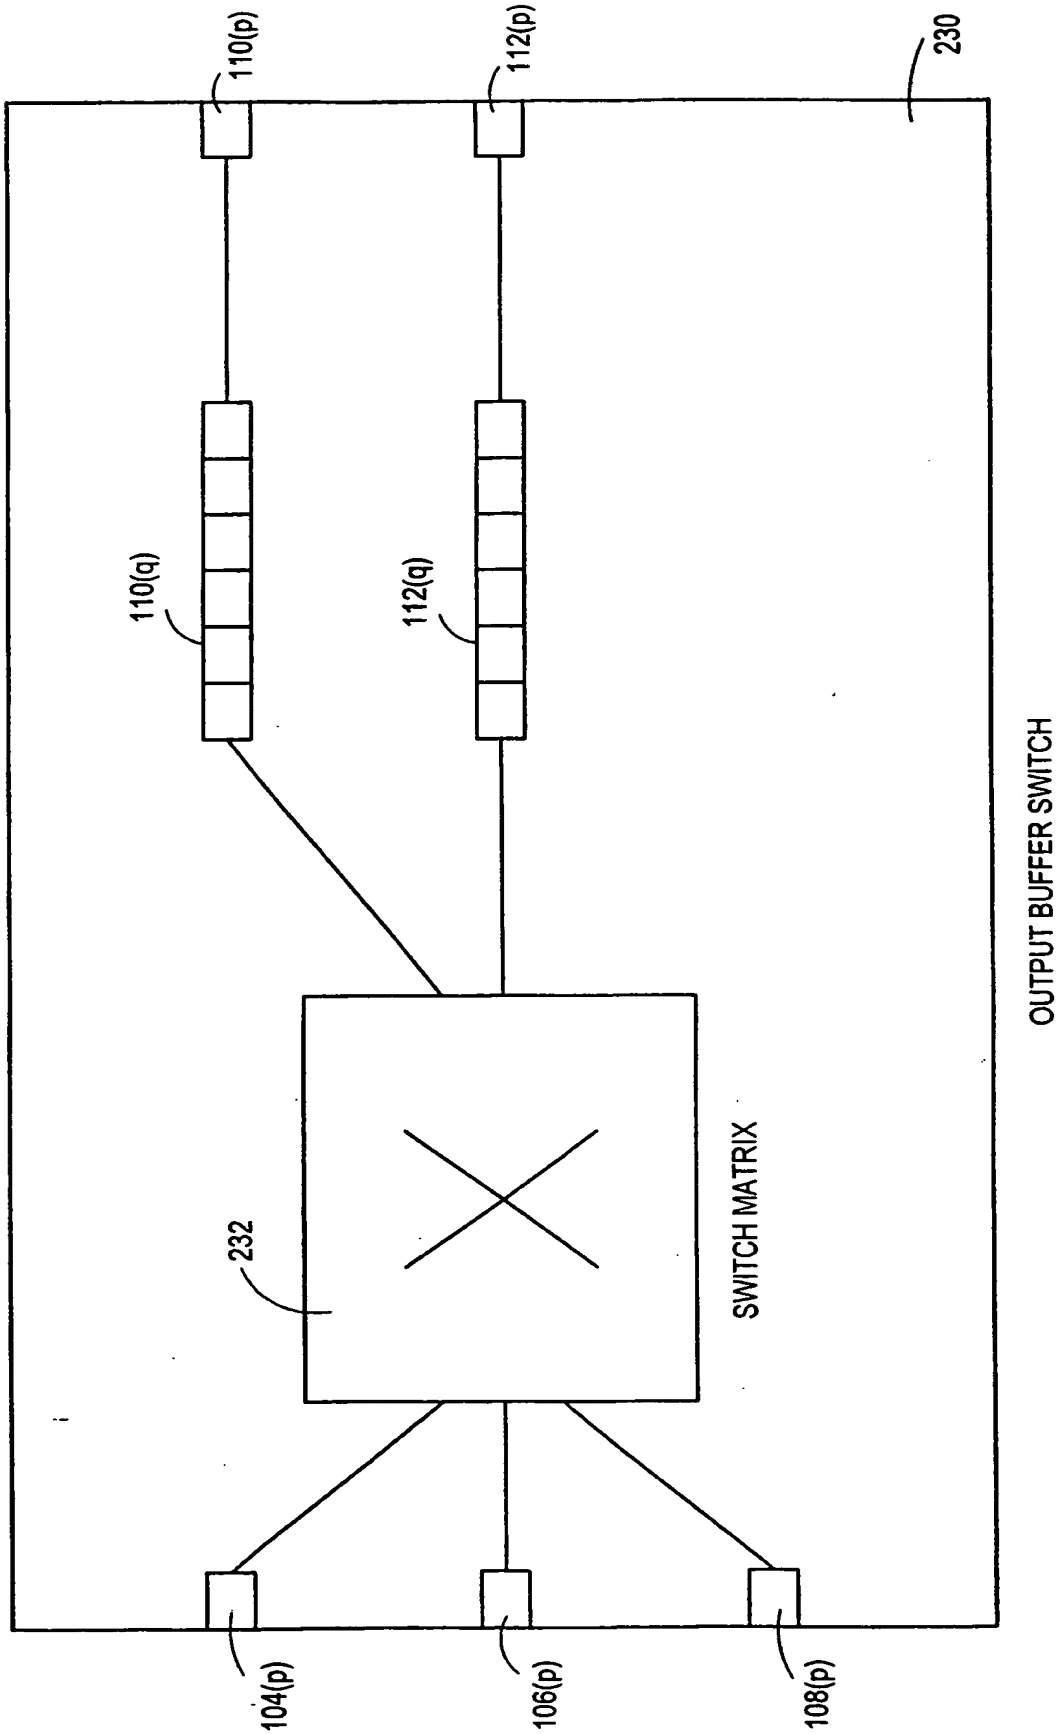 104(p)
106(p)
108(p)
232
SWITCH MATRIX
110(q)
112(q)
110(p)
112(p)
230
OUTPUT BUFFER SWITCH